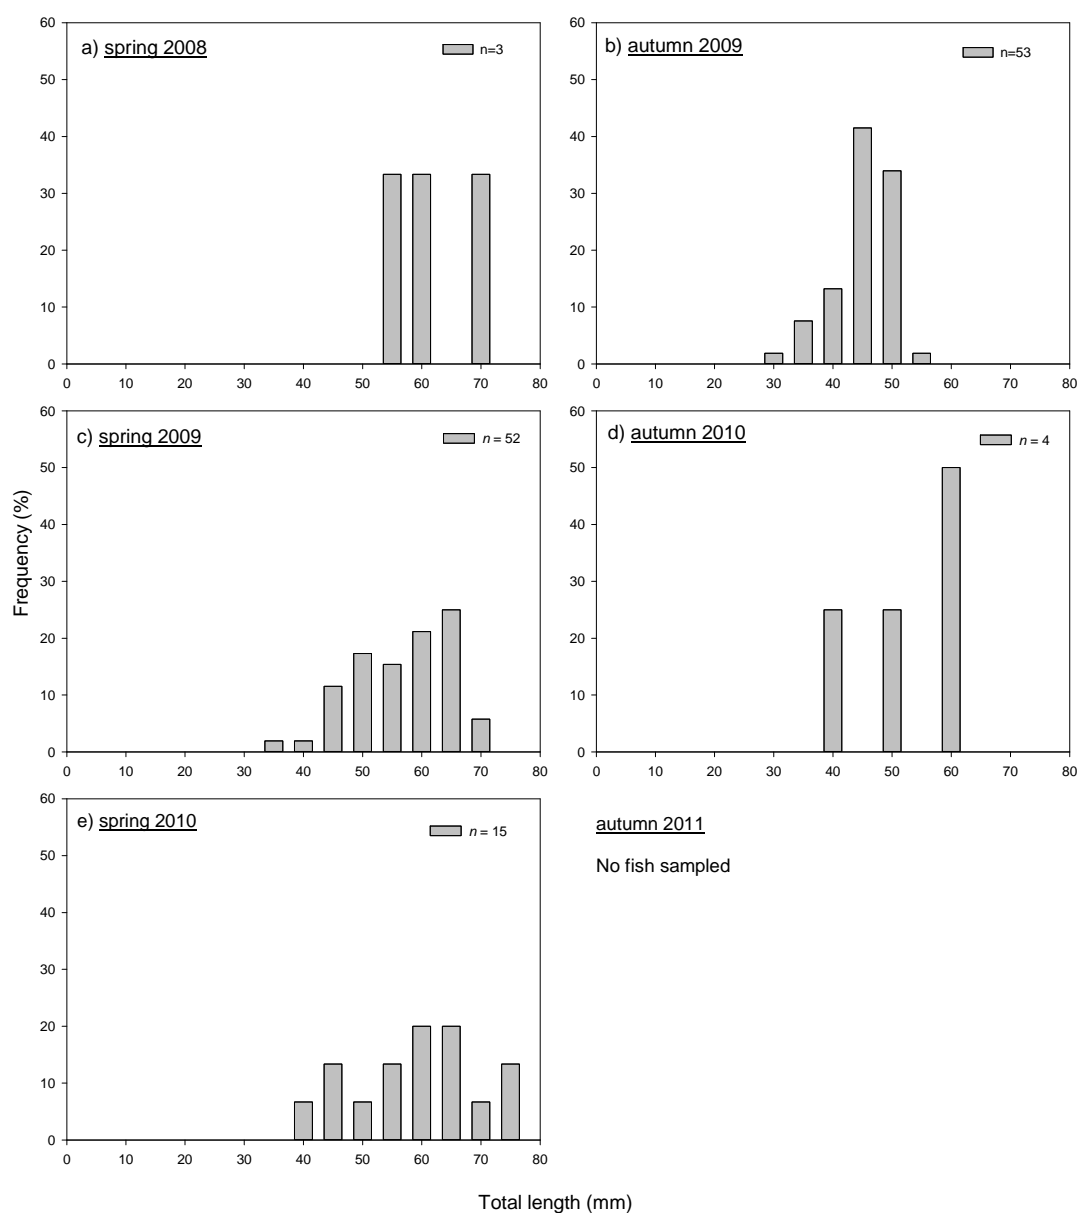 a) spring 2008
n=3
60
50
40
30
20
10
0
0 10 20 30 40 50 60 70 80
b) autumn 2009
n=53
60
50
40
30
20
10
0
0 10 20 30 40 50 60 70 80
c) spring 2009
n = 52
60
50
40
30
20
10
0
0 10 20 30 40 50 60 70 80
d) autumn 2010
n = 4
60
50
40
30
20
10
0
0 10 20 30 40 50 60 70 80
Frequency (%)
e) spring 2010
n = 15
60
50
40
30
20
10
0
0 10 20 30 40 50 60 70 80
autumn 2011
No fish sampled
Total length (mm)